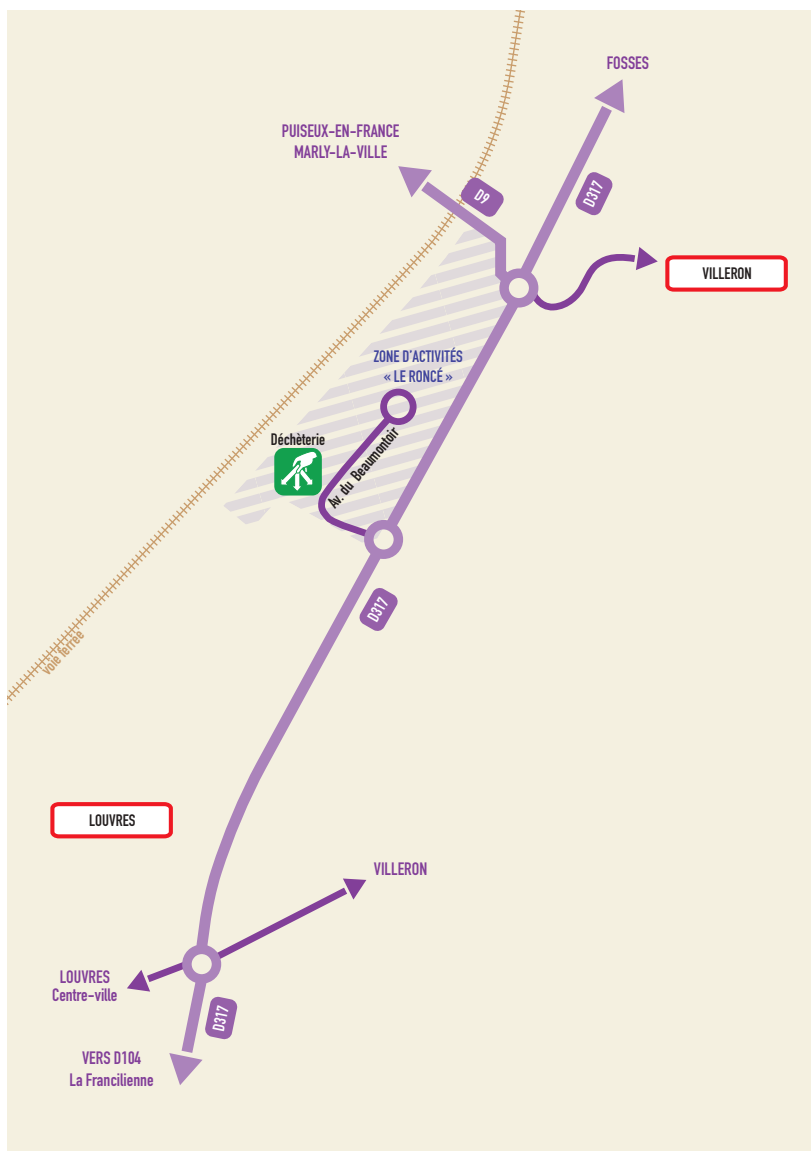 FOSSES
PUISEUX-EN-FRANCE
MARLY-LA-VILLE
D9
D317
VILLERON
ZONE D'ACTIVITÉS
« LE RONCÉ »
Déchèterie
Av. du Beaumontoir
D317
voie ferrée
LOUVRES
VILLERON
LOUVRES
Centre-ville
D317
VERS D104
La Francilienne